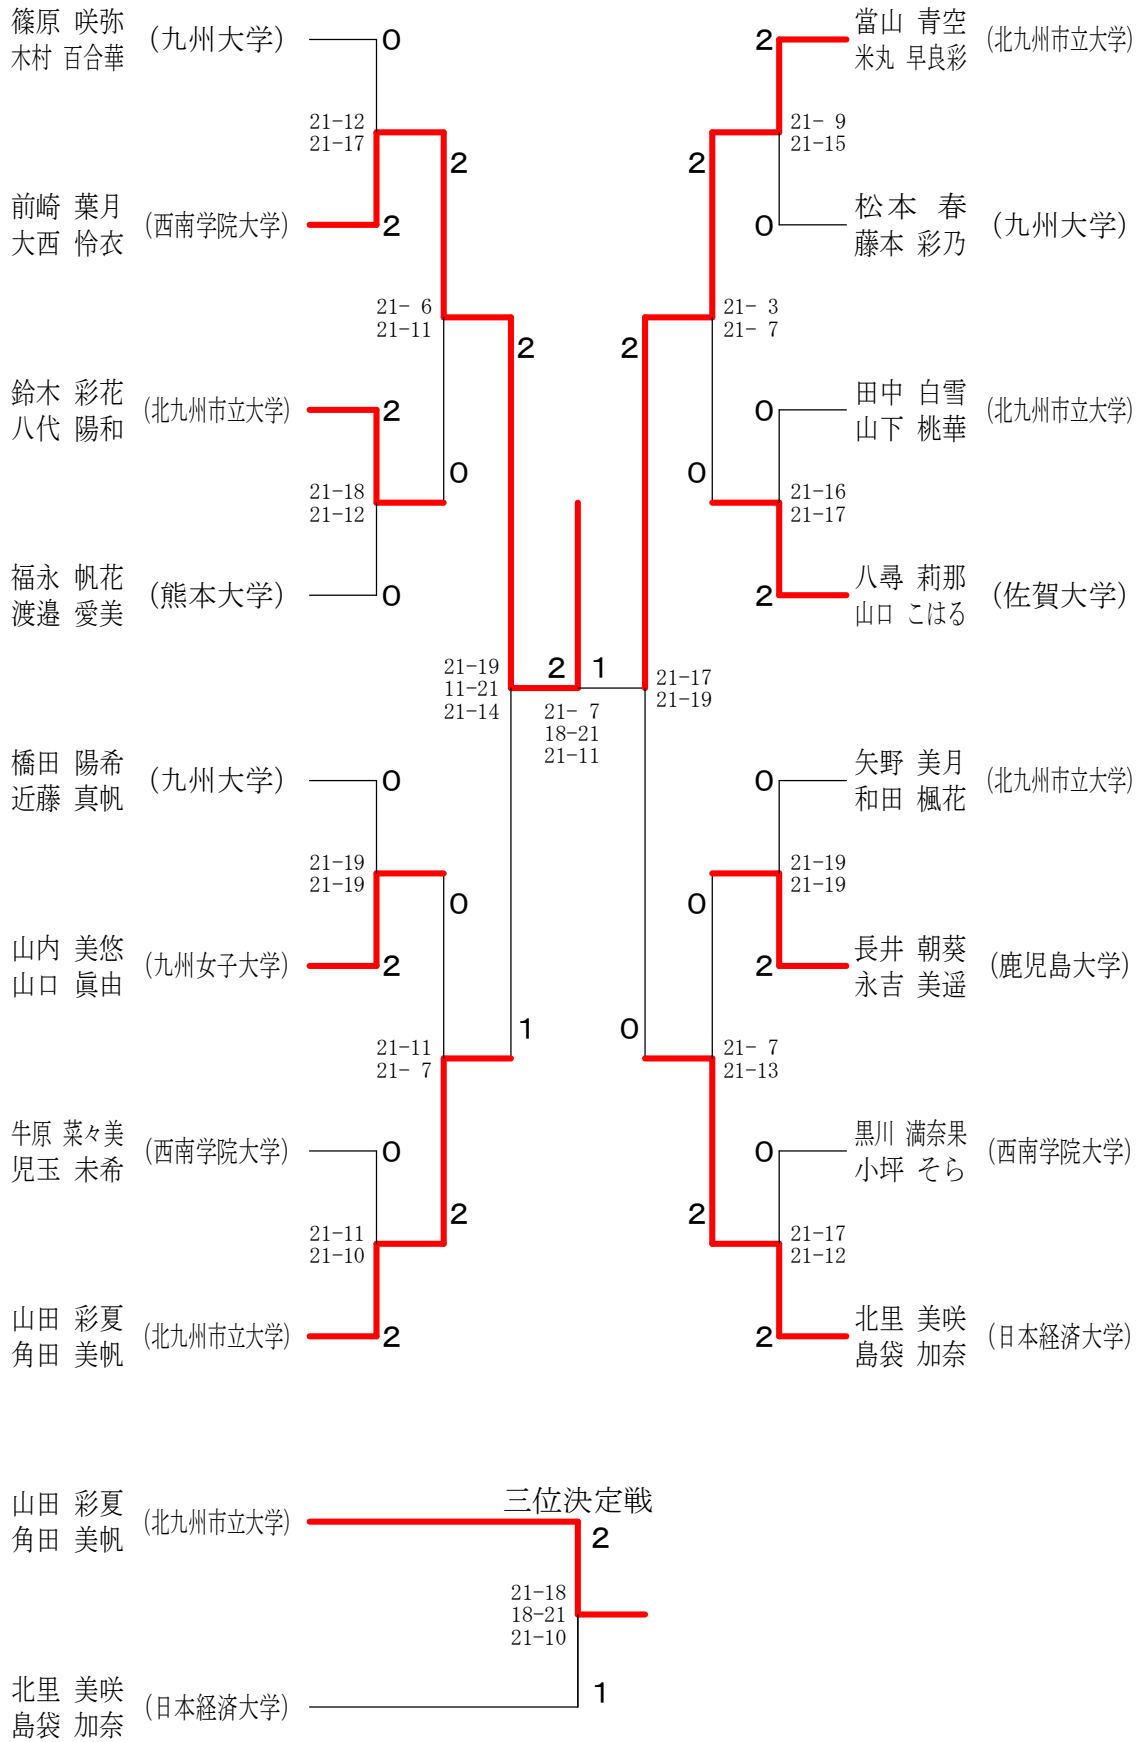 篠原 咲弥
木村 百合華
(九州大学)
0
21-12
21-17
2
前崎 葉月
大西 怜衣
(西南学院大学)
2
21- 6
21-11
2
鈴木 彩花
八代 陽和
(北九州市立大学)
2
21-18
21-12
0
福永 帆花
渡邉 愛美
(熊本大学)
0
21-19
11-21
21-14
橋田 陽希
近藤 真帆
(九州大学)
0
21-19
21-19
0
山内 美悠
山口 眞由
(九州女子大学)
2
21-11
21- 7
1
牛原 菜々美
児玉 未希
(西南学院大学)
0
21-11
21-10
2
山田 彩夏
角田 美帆
(北九州市立大学)
2
2
1
21- 7
18-21
21-11
當山 青空
米丸 早良彩
(北九州市立大学)
2
21- 9
21-15
2
松本 春
藤本 彩乃
(九州大学)
0
21- 3
21- 7
2
田中 白雪
山下 桃華
(北九州市立大学)
0
21-16
21-17
0
八尋 莉那
山口 こはる
(佐賀大学)
2
21-17
21-19
矢野 美月
和田 楓花
(北九州市立大学)
0
21-19
21-19
0
長井 朝葵
永吉 美遥
(鹿児島大学)
2
21- 7
21-13
0
黒川 満奈果
小坪 そら
(西南学院大学)
0
21-17
21-12
2
北里 美咲
島袋 加奈
(日本経済大学)
2
三位決定戦
山田 彩夏
角田 美帆
(北九州市立大学)
2
21-18
18-21
21-10
北里 美咲
島袋 加奈
(日本経済大学)
1